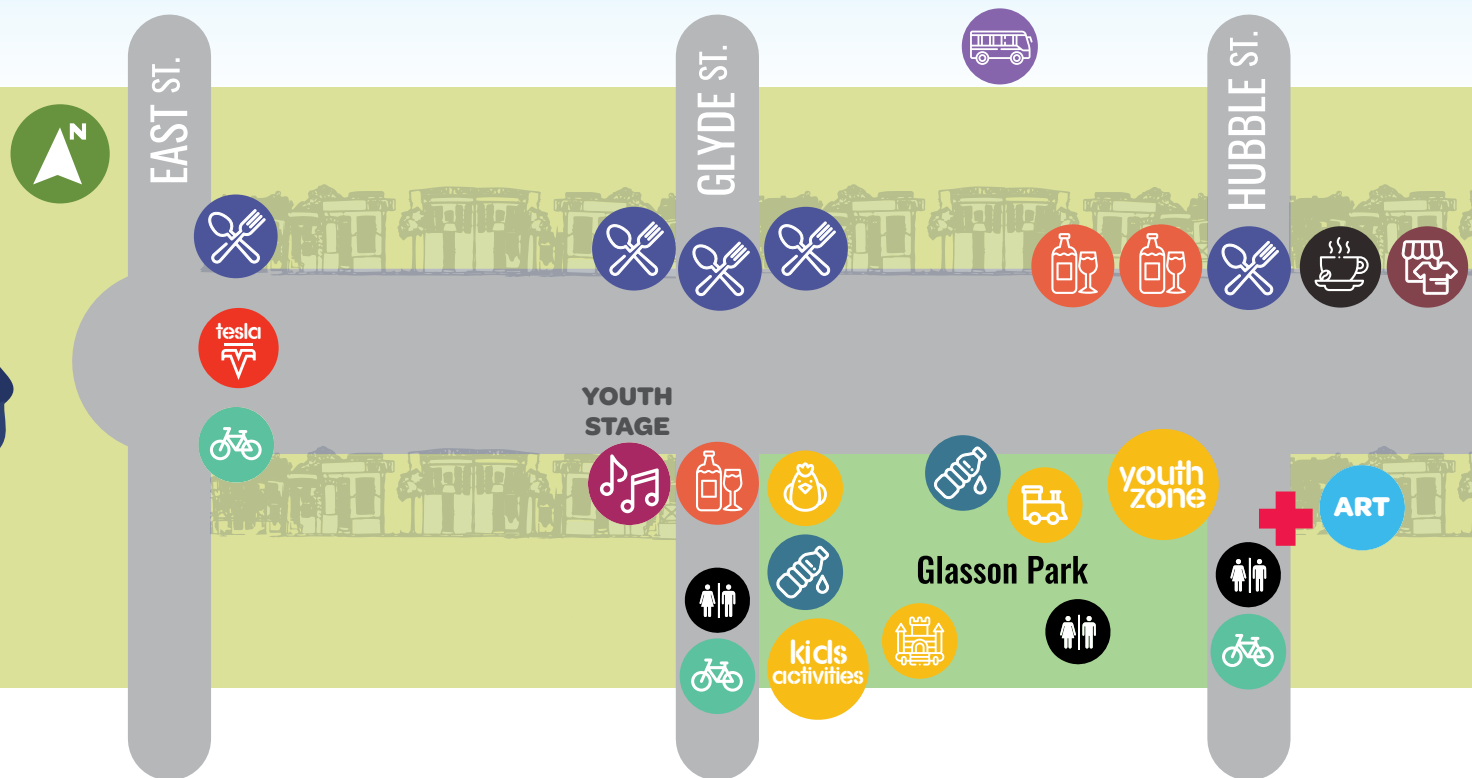 EAST ST.
GLYDE ST.
HUBBLE ST.
N
tesla
YOUTH
STAGE
youth
zone
ART
Glasson Park
kids
activities